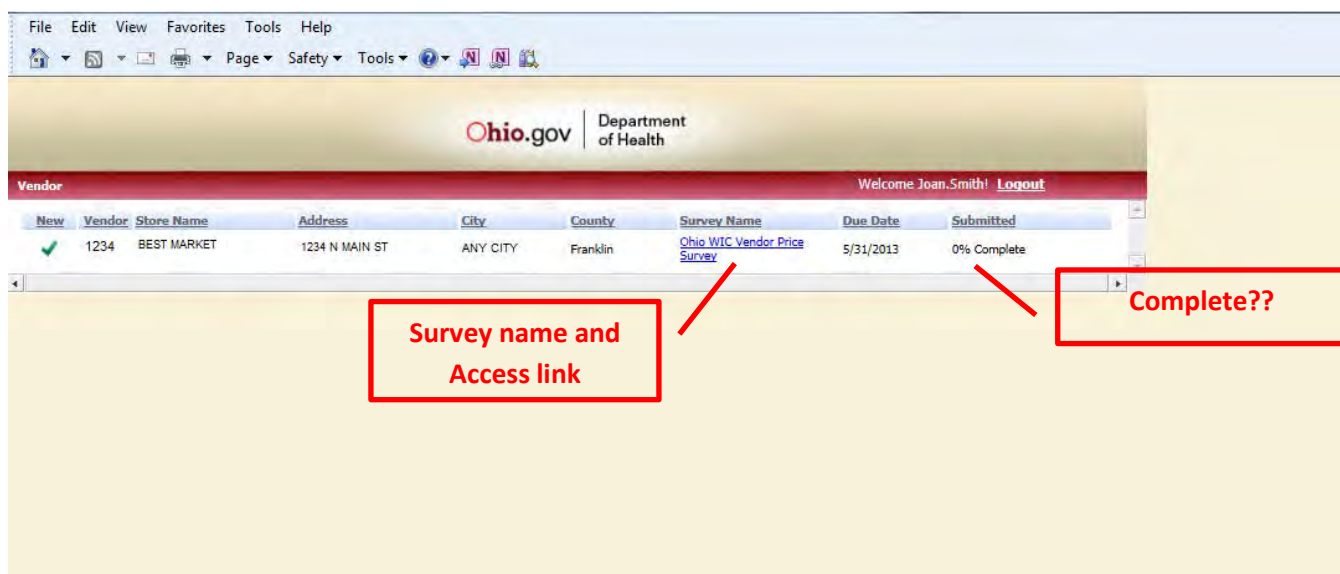 File Edit View Favorites Tools Help
Page Safety Tools
Ohio.gov Department of Health
Vendor Welcome Joan.Smith! Logout
New Vendor Store Name Address City County Survey Name Due Date Submitted
1234 BEST MARKET 1234 N MAIN ST ANY CITY Franklin Ohio WIC Vendor Price 5/31/2013 0% Complete
Survey
Survey name and
Access link
Complete??